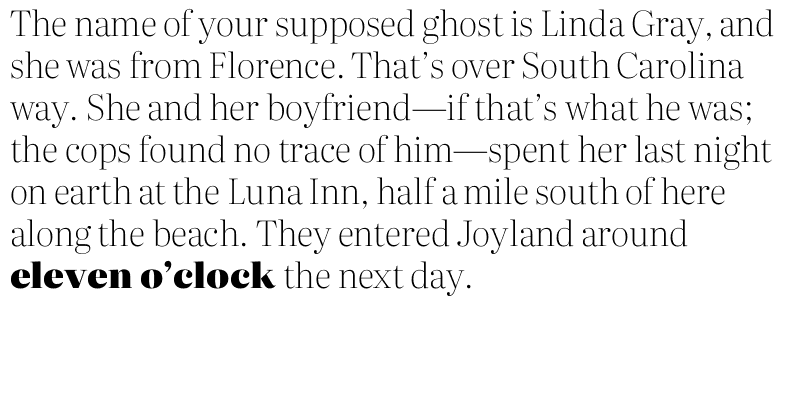 The name of your supposed ghost is Linda Gray, and
she was from Florence. That’s over South Carolina
way. She and her boyfriend—if that’s what he was;
the cops found no trace of him—spent her last night
on earth at the Luna Inn, half a mile south of here
along the beach. They entered Joyland around
eleven o’clock the next day.